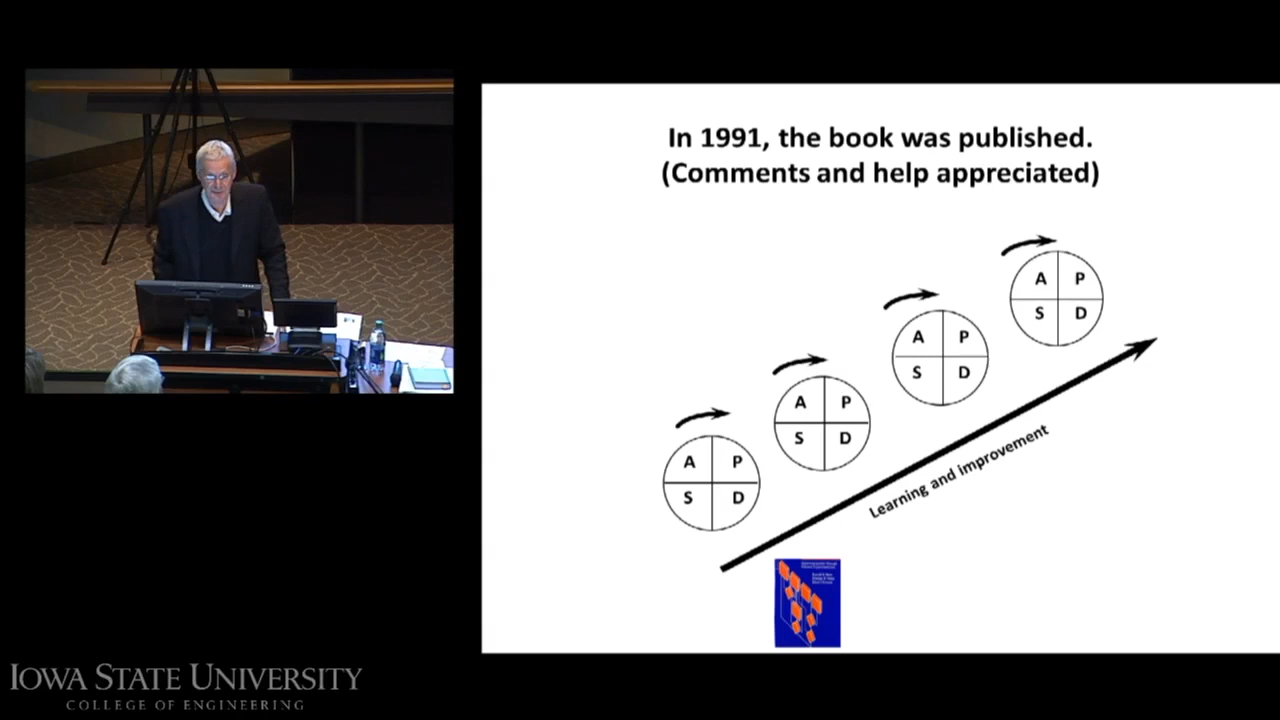 In 1991, the book was published.
(Comments and help appreciated)
A P
S D
A P
S D
A P
S D
A P
S D
Learning and improvement
IOWA STATE UNIVERSITY
COLLEGE OF ENGINEERING